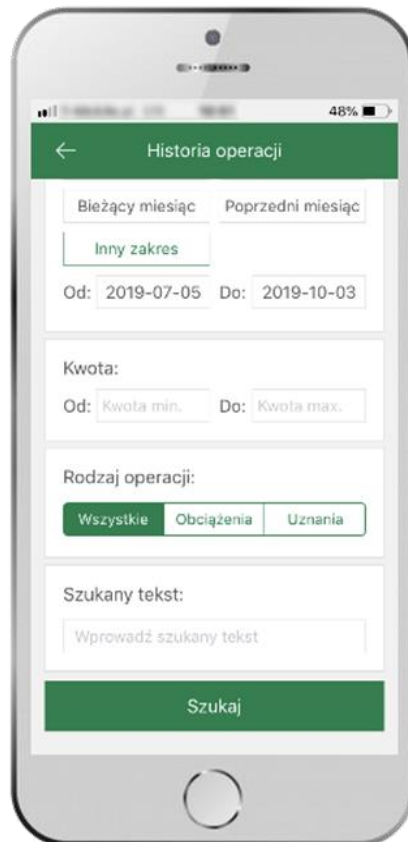 48%
Historia operacji
Bieżący miesiąc Poprzedni miesiąc
Inny zakres
Od: 2019-07-05 Do: 2019-10-03
Kwota:
Od: Kwota min. Do: Kwota max.
Rodzaj operacji:
Wszystkie Obciążenia Uznania
Szukany tekst:
Wprowadź szukany tekst
Szukaj